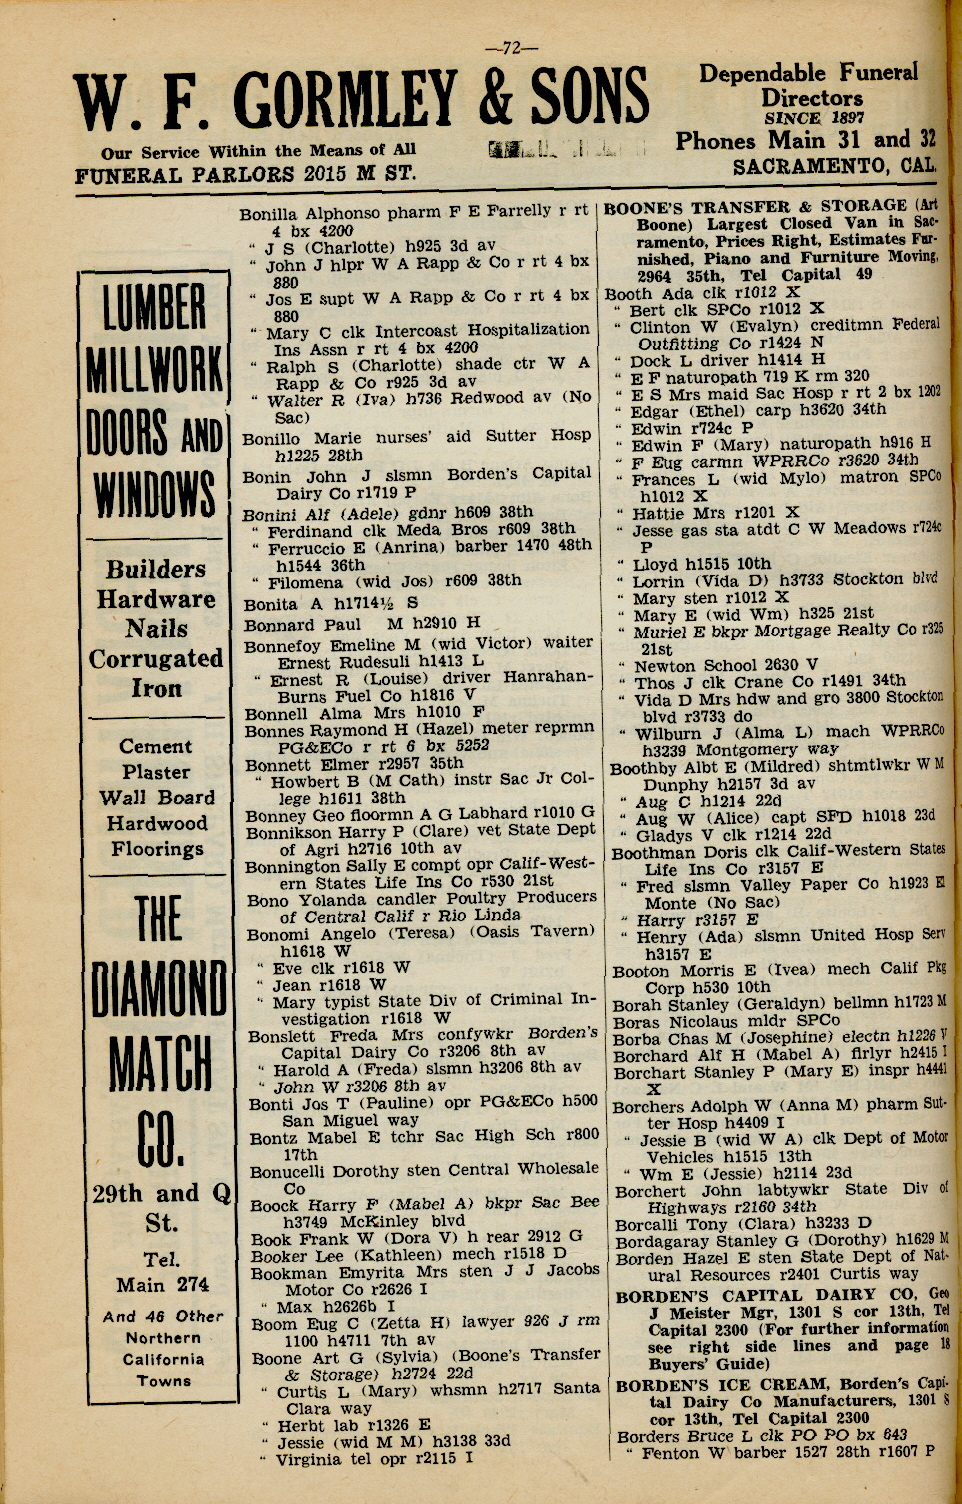 —72—
W. F. GORMLEY & SONS
Our Service Within the Means of All
FUNERAL PARLORS 2015 M ST.
Dependable Funeral
Directors
SINCE 1897
Phones Main 31 and 32
SACRAMENTO, CAL.
LUMBER
MILLWORK
DOORS AND
WINDOWS
Builders
Hardware
Nails
Corrugated
Iron
Cement
Plaster
Wall Board
Hardwood
Floorings
THE
DIAMOND
MATCH
CO.
29th and Q
St.
Tel.
Main 274
And 46 Other
Northern
California
Towns
Bonilla Alphonso pharm F E Farrelly r rt
4 bx 4200
" J S (Charlotte) h925 3d av
" John J hlpr W A Rapp & Co r rt 4 bx
880
" Jos E supt W A Rapp & Co r rt 4 bx
880
" Mary C clk Intercoast Hospitalization
Ins Assn r rt 4 bx 4200
" Ralph S (Charlotte) shade ctr W A
Rapp & Co r925 3d av
" Walter R (Iva) h736 Redwood av (No
Sac)
Bonillo Marie nurses' aid Sutter Hosp
h1225 28th
Bonin John J slsmn Borden's Capital
Dairy Co r1719 P
Bonini Alf (Adele) gdnr h609 38th
" Ferdinand clk Meda Bros r609 38th
" Ferruccio E (Anrina) barber 1470 48th
h1544 36th
" Filomena (wid Jos) r609 38th
Bonita A h1714½ S
Bonnard Paul M h2910 H
Bonnefoy Emeline M (wid Victor) waiter
Ernest Rudesuli h1413 L
" Ernest R (Louise) driver Hanrahan-
Burns Fuel Co h1816 V
Bonnell Alma Mrs h1010 F
Bonnes Raymond H (Hazel) meter reprmn
PG&ECo r rt 6 bx 5252
Bonnett Elmer r2957 35th
" Howbert B (M Cath) instr Sac Jr Col-
lege h1611 38th
Bonney Geo floormn A G Labhard r1010 G
Bonnikson Harry P (Clare) vet State Dept
of Agri h2716 10th av
Bonnington Sally E compt opr Calif-West-
ern States Life Ins Co r530 21st
Bono Yolanda candler Poultry Producers
of Central Calif r Rio Linda
Bonomi Angelo (Teresa) (Oasis Tavern)
h1618 W
" Eve clk r1618 W
" Jean r1618 W
" Mary typist State Div of Criminal In-
vestigation r1618 W
Bonslett Freda Mrs confywkr Borden's
Capital Dairy Co r3206 8th av
" Harold A (Freda) slsmn h3206 8th av
" John W r3206 8th av
Bonti Jos T (Pauline) opr PG&ECo h500
San Miguel way
Bontz Mabel E tchr Sac High Sch r800
17th
Bonucelli Dorothy sten Central Wholesale
Co
Boock Harry F (Mabel A) bkpr Sac Bee
h3749 McKinley blvd
Book Frank W (Dora V) h rear 2912 G
Booker Lee (Kathleen) mech r1518 D
Bookman Emyrita Mrs sten J J Jacobs
Motor Co r2626 I
" Max h2626b I
Boom Eug C (Zetta H) lawyer 926 J rm
1100 h4711 7th av
Boone Art G (Sylvia) (Boone's Transfer
& Storage) h2724 22d
" Curtis L (Mary) whsmn h2717 Santa
Clara way
" Herbt lab r1326 E
" Jessie (wid M M) h3138 33d
" Virginia tel opr r2115 I
BOONE'S TRANSFER & STORAGE (Art
Boone) Largest Closed Van in Sac-
ramento, Prices Right, Estimates Fur-
nished, Piano and Furniture Moving,
2964 35th, Tel Capital 49
Booth Ada clk r1012 X
" Bert clk SPCo r1012 X
" Clinton W (Evalyn) creditmn Federal
Outfitting Co r1424 N
" Dock L driver h1414 H
" E F naturopath 719 K rm 320
" E S Mrs maid Sac Hosp r rt 2 bx 1202
" Edgar (Ethel) carp h3620 34th
" Edwin r724c P
" Edwin F (Mary) naturopath h916 H
" F Eug carmn WPRRCo r3620 34th
" Frances L (wid Mylo) matron SPCo
h1012 X
" Hattie Mrs r1201 X
" Jesse gas sta atdt C W Meadows r724c
P
" Lloyd h1515 10th
" Lorrin (Vida D) h3733 Stockton blvd
" Mary sten r1012 X
" Mary E (wid Wm) h325 21st
" Muriel E bkpr Mortgage Realty Co r325
21st
" Newton School 2630 V
" Thos J clk Crane Co r1491 34th
" Vida D Mrs hdw and gro 3800 Stockton
blvd r3733 do
" Wilburn J (Alma L) mach WPRRCo
h3239 Montgomery way
Boothby Albt E (Mildred) shtmtlwkr W M
Dunphy h2157 3d av
" Aug C h1214 22d
" Aug W (Alice) capt SFD h1018 23d
" Gladys V clk r1214 22d
Boothman Doris clk Calif-Western States
Life Ins Co r3157 E
" Fred slsmn Valley Paper Co h1923 El
Monte (No Sac)
" Harry r3157 E
" Henry (Ada) slsmn United Hosp Serv
h3157 E
Booton Morris E (Ivea) mech Calif Pkg
Corp h530 10th
Borah Stanley (Geraldyn) bellmn h1723 M
Boras Nicolaus mldr SPCo
Borba Chas M (Josephine) electn h1226 V
Borchard Alf H (Mabel A) flrlyr h2415 I
Borchart Stanley P (Mary E) inspr h4441
X
Borchers Adolph W (Anna M) pharm Sut-
ter Hosp h4409 I
" Jessie B (wid W A) clk Dept of Motor
Vehicles h1515 13th
" Wm E (Jessie) h2114 23d
Borchert John labtywkr State Div of
Highways r2160 34th
Borcalli Tony (Clara) h3233 D
Bordagaray Stanley G (Dorothy) h1629 M
Borden Hazel E sten State Dept of Nat-
ural Resources r2401 Curtis way
BORDEN'S CAPITAL DAIRY CO, Geo
J Meister Mgr, 1301 S cor 13th, Tel
Capital 2300 (For further information
see right side lines and page 18
Buyers' Guide)
BORDEN'S ICE CREAM, Borden's Capi-
tal Dairy Co Manufacturers, 1301 S
cor 13th, Tel Capital 2300
Borders Bruce L clk PO PO bx 643
" Fenton W barber 1527 28th r1607 P